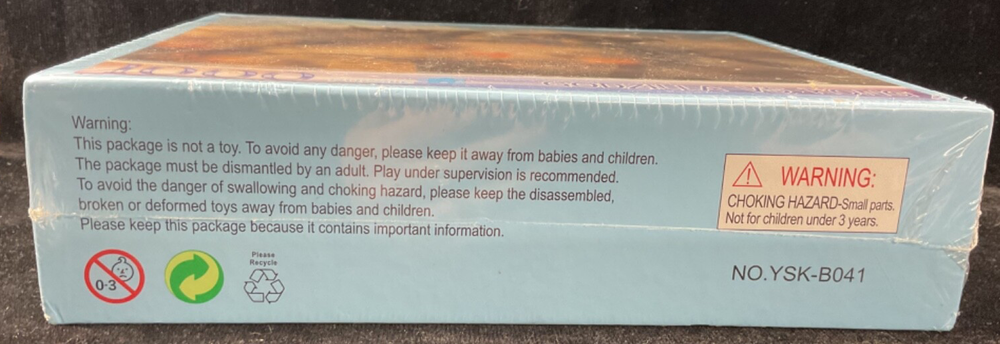 Warning:
This package is not a toy. To avoid any danger, please keep it away from babies and children.
The package must be dismantled by an adult. Play under supervision is recommended.
To avoid the danger of swallowing and choking hazard, please keep the disassembled,
broken or deformed toys away from babies and children.
Please keep this package because it contains important information.
WARNING:
CHOKING HAZARD-Small parts.
Not for children under 3 years.
0-3
Please
Recycle
NO.YSK-B041